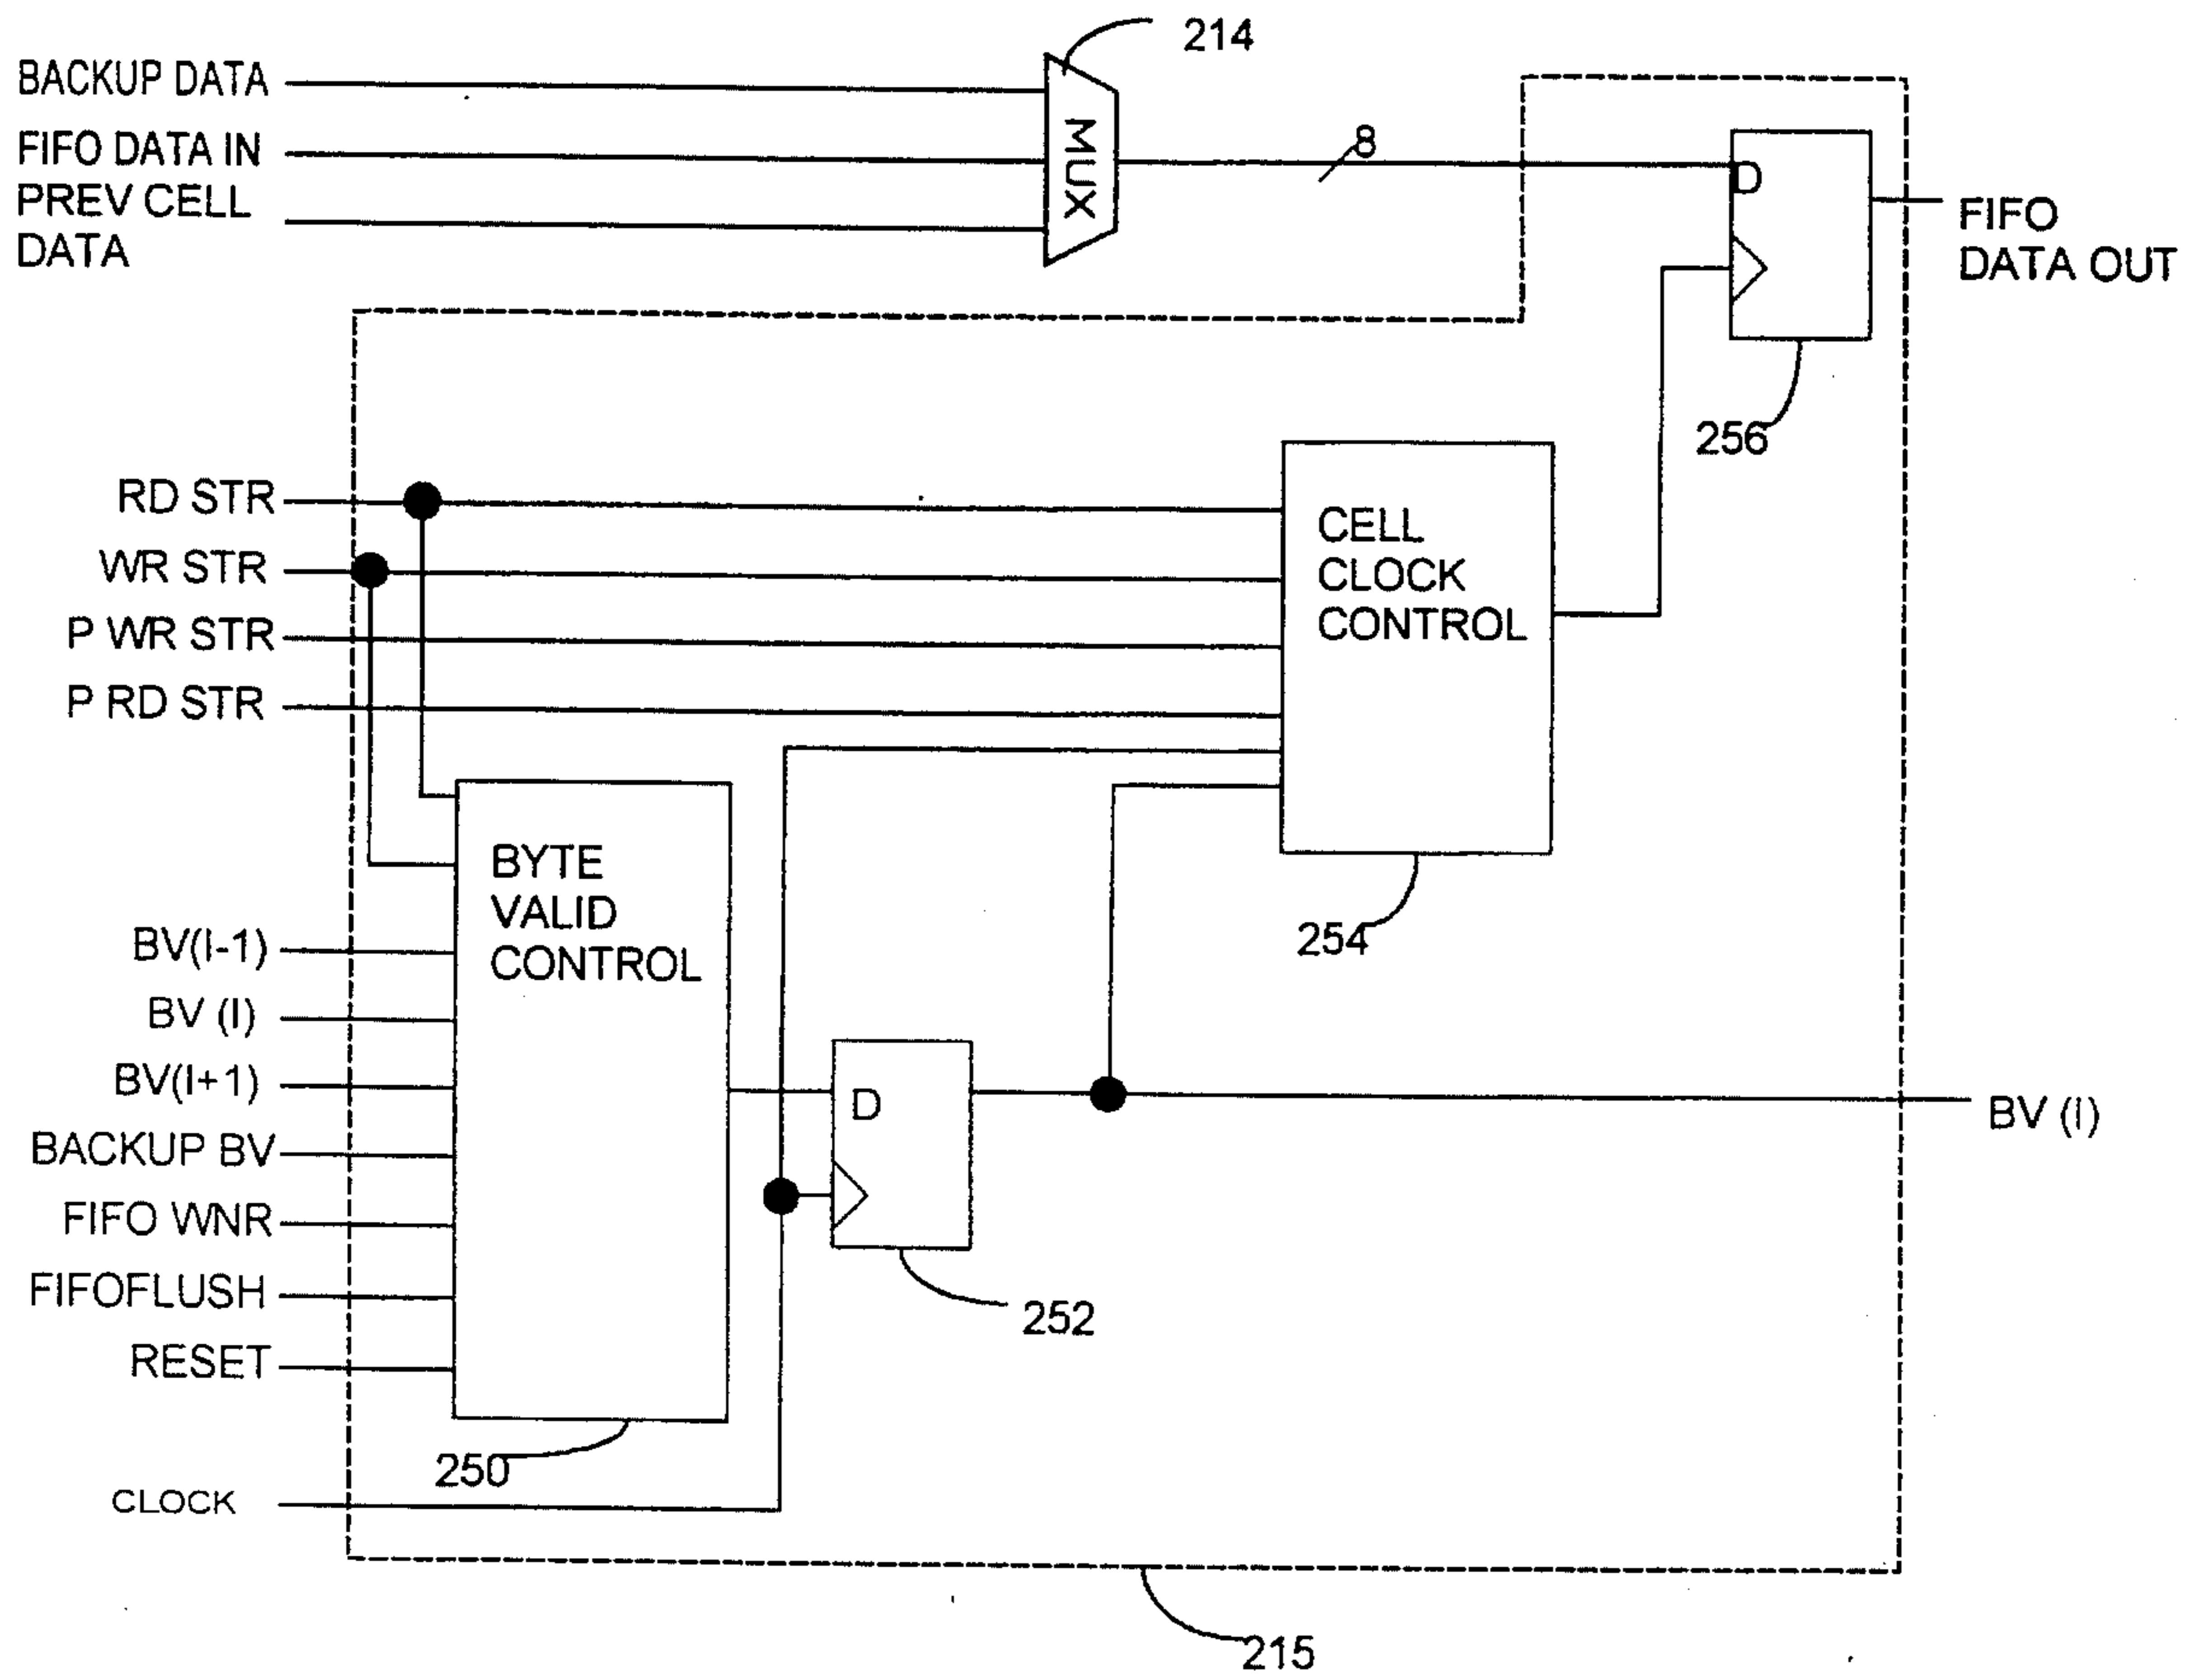 214
BACKUP DATA
FIFO DATA IN
PREV CELL
DATA
MUX
8
D
FIFO
DATA OUT
256
RD STR
WR STR
P WR STR
P RD STR
CELL
CLOCK
CONTROL
254
BYTE
VALID
CONTROL
BV(I-1)
BV (I)
BV(I+1)
BACKUP BV
FIFO WNR
FIFOFLUSH
RESET
D
BV (I)
252
250
CLOCK
215